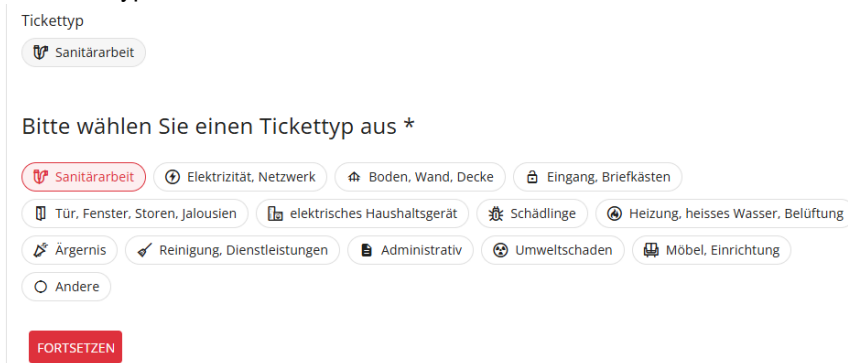 Tickettyp
Sanitärarbeit
Bitte wählen Sie einen Tickettyp aus *
Sanitärarbeit Elektrizität, Netzwerk Boden, Wand, Decke Eingang, Briefkästen
Tür, Fenster, Storen, Jalousien elektrisches Haushaltsgerät Schädlinge Heizung, heisses Wasser, Belüftung
Ärgernis Reinigung, Dienstleistungen Administrativ Umweltschaden Möbel, Einrichtung
Andere
FORTSETZEN